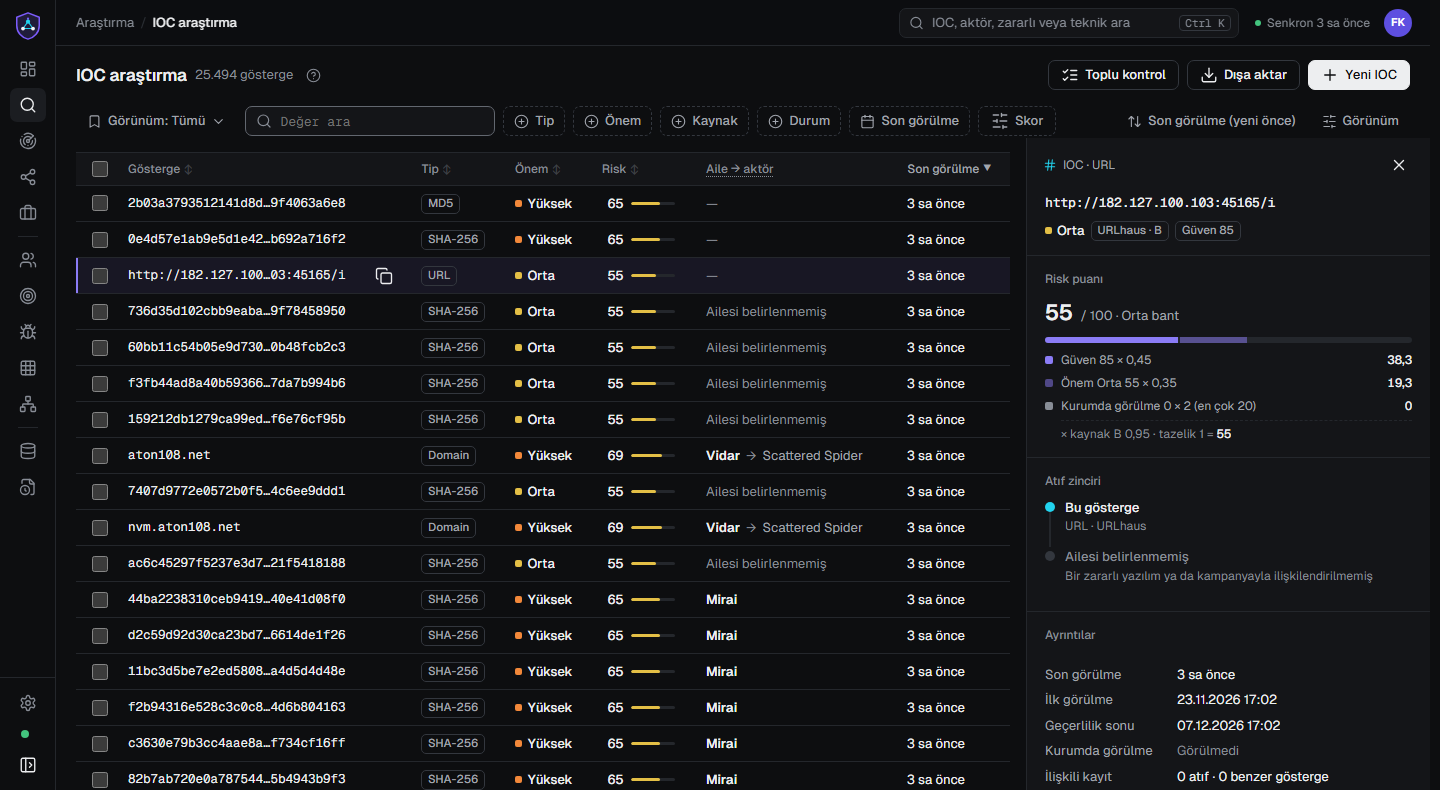 Araştırma / IOC araştırma
IOC, aktör, zararlı veya teknik ara
Ctrl K
Senkron 3 sa önce
FK
IOC araştırma 25.494 gösterge
Toplu kontrol
Dışa aktar
Yeni IOC
Görünüm: Tümü
Değer ara
Tip
Önem
Kaynak
Durum
Son görülme
Skor
Son görülme (yeni önce)
Görünüm
Gösterge Tip Önem Risk Aile → aktör Son görülme
2b03a3793512141d8d…9f4063a6e8 MD5 Yüksek 65 — 3 sa önce
0e4d57e1ab9e5d1e42…b692a716f2 SHA-256 Yüksek 65 — 3 sa önce
http://182.127.100…03:45165/i URL Orta 55 — 3 sa önce
736d35d102cbb9eaba…9f78458950 SHA-256 Orta 55 Ailesi belirlenmemiş 3 sa önce
60bb11c54b05e9d730…0b48fcb2c3 SHA-256 Orta 55 Ailesi belirlenmemiş 3 sa önce
f3fb44ad8a40b59366…7da7b994b6 SHA-256 Orta 55 Ailesi belirlenmemiş 3 sa önce
159212db1279ca99ed…f6e76cf95b SHA-256 Orta 55 Ailesi belirlenmemiş 3 sa önce
aton108.net Domain Yüksek 69 Vidar → Scattered Spider 3 sa önce
7407d9772e0572b0f5…4c6ee9ddd1 SHA-256 Orta 55 Ailesi belirlenmemiş 3 sa önce
nvm.aton108.net Domain Yüksek 69 Vidar → Scattered Spider 3 sa önce
ac6c45297f5237e3d7…21f5418188 SHA-256 Orta 55 Ailesi belirlenmemiş 3 sa önce
44ba2238310ceb9419…40e41d08f0 SHA-256 Yüksek 65 Mirai 3 sa önce
d2c59d92d30ca23bd7…6614de1f26 SHA-256 Yüksek 65 Mirai 3 sa önce
11bc3d5be7e2ed5808…a4d5d4d48e SHA-256 Yüksek 65 Mirai 3 sa önce
f2b94316e528c3c0c8…4d6b804163 SHA-256 Yüksek 65 Mirai 3 sa önce
c3630e79b3cc4aae8a…f734cf16ff SHA-256 Yüksek 65 Mirai 3 sa önce
82b7ab720e0a787544…5b4943b9f3 SHA-256 Yüksek 65 Mirai 3 sa önce
IOC · URL
http://182.127.100.103:45165/i
Orta URLhaus · B Güven 85
Risk puanı
55 / 100 · Orta bant
Güven 85 × 0,45 38,3
Önem Orta 55 × 0,35 19,3
Kurumda görülme 0 × 2 (en çok 20) 0
× kaynak B 0,95 · tazelik 1 = 55
Atıf zinciri
Bu gösterge
URL · URLhaus
Ailesi belirlenmemiş
Bir zararlı yazılım ya da kampanyayla ilişkilendirilmemiş
Ayrıntılar
Son görülme 3 sa önce
İlk görülme 23.11.2026 17:02
Geçerlilik sonu 07.12.2026 17:02
Kurumda görülme Görülmedi
İlişkili kayıt 0 atıf · 0 benzer gösterge